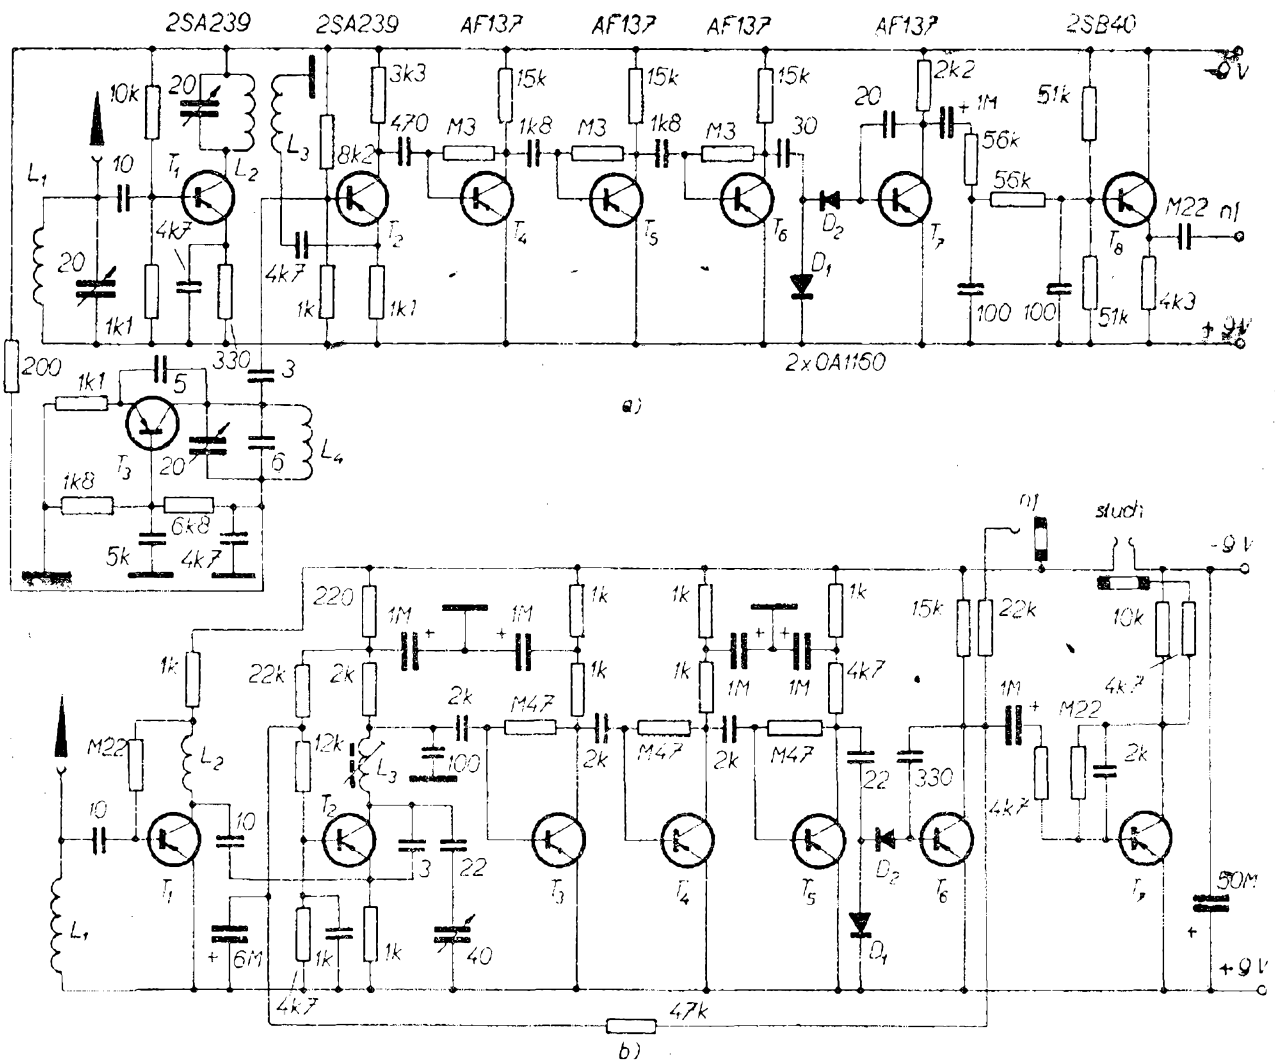 2SA239 2SA239 AF137 AF137 AF137 AF137 2SB40
-9V
20 3k3 15k 15k 15k 20 2k2 1M 51k
10k 470 M3 1k8 M3 1k8 M3 30 56k
L1 10 T1 L2 L3 8k2 56k
T2 T4 T5 T6 D2 T7 T8 M22 nf
20 4k7 4k7 D1
1k1 1k 1k1 100 100 51k 4k3
+9V
200 330 3 2x0A1160
1k1 5
a)
T3 20 6 L4
1k8 6k8
5k 4k7
nf sluch
-9V
220 1M + + 1M 1k 1k + + 1k 15k 22k 10k
1k 22k 2k 1k 1k 1M 1M 4k7 4k7
2k M47 1M + M22
M22 L2 12k L3 100 2k M47 2k M47 22 330 4k7 2k
10 T2
10 3 22 D2
T1 T3 T4 T5 T6 T7 50M
L1 D1 +
+ 6M 1k 1k 40 +9V
4k7 47k
b)